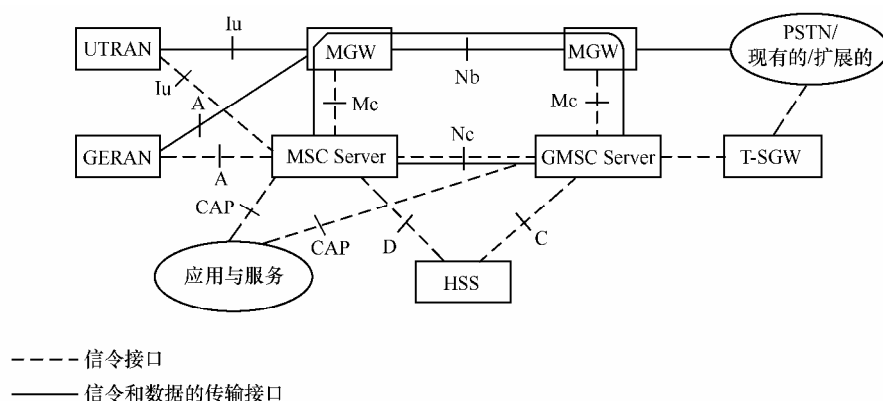 UTRAN
Iu
MGW
Nb
MGW
PSTN/
现有的/扩展的
Iu
A
Mc
Mc
GERAN
A
MSC Server
Nc
GMSC Server
T-SGW
CAP
CAP
D
C
应用与服务
HSS
信令接口
信令和数据的传输接口